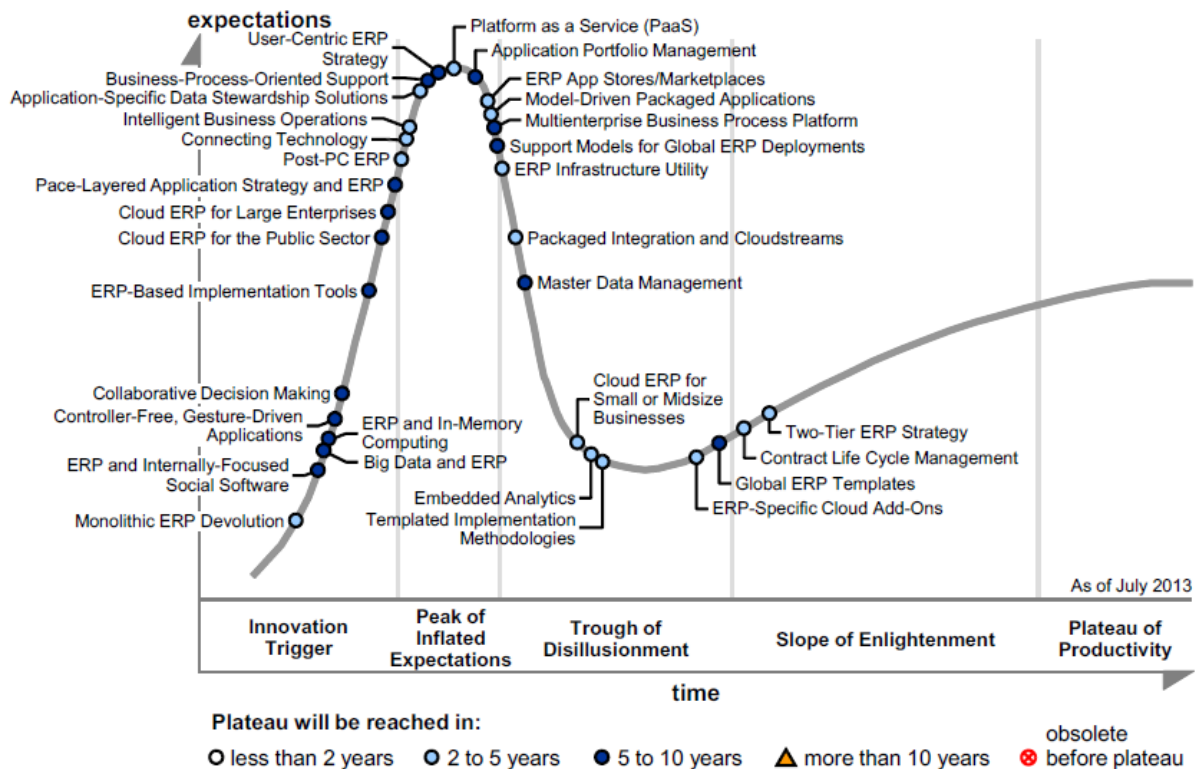 expectations
Platform as a Service (PaaS)
User-Centric ERP
Strategy
Application Portfolio Management
Business-Process-Oriented Support
ERP App Stores/Marketplaces
Application-Specific Data Stewardship Solutions
Model-Driven Packaged Applications
Intelligent Business Operations
Multienterprise Business Process Platform
Connecting Technology
Support Models for Global ERP Deployments
Post-PC ERP
ERP Infrastructure Utility
Pace-Layered Application Strategy and ERP
Cloud ERP for Large Enterprises
Cloud ERP for the Public Sector
Packaged Integration and Cloudstreams
Master Data Management
ERP-Based Implementation Tools
Collaborative Decision Making
Controller-Free, Gesture-Driven
Applications
ERP and In-Memory
Computing
Big Data and ERP
ERP and Internally-Focused
Social Software
Monolithic ERP Devolution
Cloud ERP for
Small or Midsize
Businesses
Embedded Analytics
Templated Implementation
Methodologies
Two-Tier ERP Strategy
Contract Life Cycle Management
Global ERP Templates
ERP-Specific Cloud Add-Ons
As of July 2013
Innovation
Trigger
Peak of
Inflated
Expectations
Trough of
Disillusionment
Slope of Enlightenment
Plateau of
Productivity
time
Plateau will be reached in:
less than 2 years
2 to 5 years
5 to 10 years
more than 10 years
obsolete
before plateau